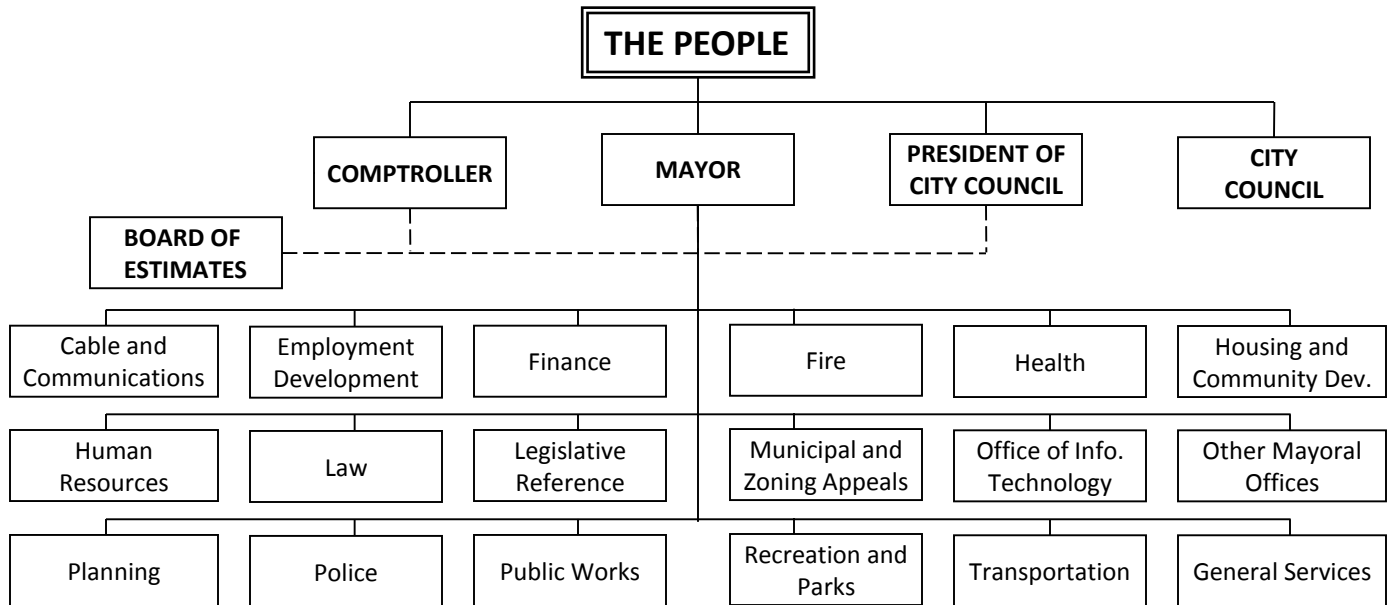 THE PEOPLE
COMPTROLLER
MAYOR
PRESIDENT OF
CITY COUNCIL
CITY
COUNCIL
BOARD OF
ESTIMATES
Cable and
Communications
Employment
Development
Finance
Fire
Health
Housing and
Community Dev.
Human
Resources
Law
Legislative
Reference
Municipal and
Zoning Appeals
Office of Info.
Technology
Other Mayoral
Offices
Planning
Police
Public Works
Recreation and
Parks
Transportation
General Services